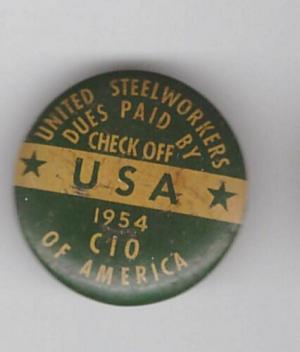 UNITED STEELWORKERS
DUES PAID BY
CHECK OFF
USA
1954
CIO
OF AMERICA